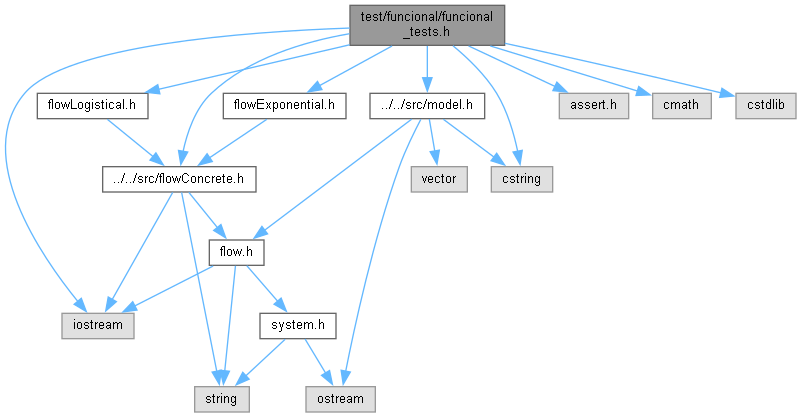 test/funcional/funcional
_tests.h
flowLogistical.h
flowExponential.h
../../src/model.h
assert.h
cmath
cstdlib
../../src/flowConcrete.h
vector
cstring
flow.h
iostream
system.h
string
ostream